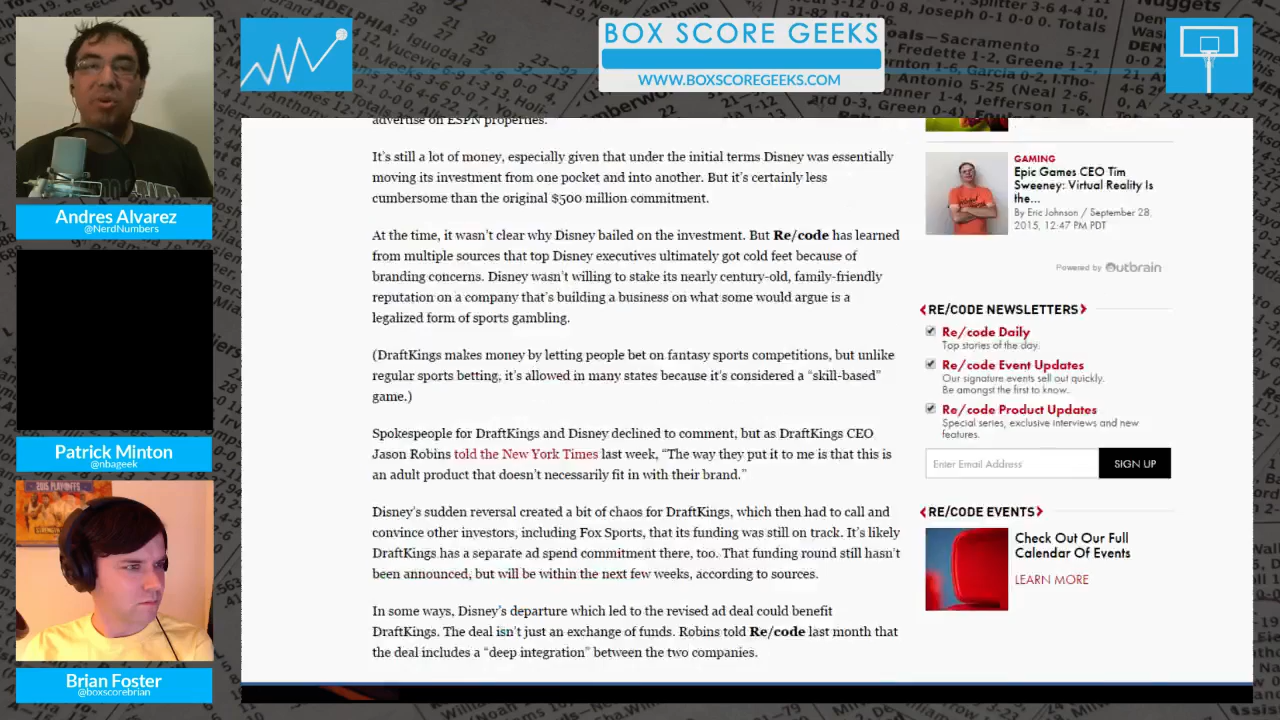 BOX SCORE GEEKS
WWW.BOXSCOREGEEKS.COM
Andres Alvarez
@NerdNumbers
Patrick Minton
@nbageek
2015 PLAYOFFS
Brian Foster
@boxscorebrian
advertise on ESPN properties.
It's still a lot of money, especially given that under the initial terms Disney was essentially
moving its investment from one pocket and into another. But it's certainly less
cumbersome than the original $500 million commitment.
At the time, it wasn't clear why Disney bailed on the investment. But Re/code has learned
from multiple sources that top Disney executives ultimately got cold feet because of
branding concerns. Disney wasn't willing to stake its nearly century-old, family-friendly
reputation on a company that's building a business on what some would argue is a
legalized form of sports gambling.
(DraftKings makes money by letting people bet on fantasy sports competitions, but unlike
regular sports betting, it's allowed in many states because it's considered a “skill-based”
game.)
Spokespeople for DraftKings and Disney declined to comment, but as DraftKings CEO
Jason Robins told the New York Times last week, “The way they put it to me is that this is
an adult product that doesn't necessarily fit in with their brand.”
Disney's sudden reversal created a bit of chaos for DraftKings, which then had to call and
convince other investors, including Fox Sports, that its funding was still on track. It's likely
DraftKings has a separate ad spend commitment there, too. That funding round still hasn't
been announced, but will be within the next few weeks, according to sources.
In some ways, Disney's departure which led to the revised ad deal could benefit
DraftKings. The deal isn't just an exchange of funds. Robins told Re/code last month that
the deal includes a “deep integration” between the two companies.
GAMING
Epic Games CEO Tim
Sweeney: Virtual Reality Is
the...
By Eric Johnson / September 28,
2015, 12:47 PM PDT
Powered by Outbrain
RE/CODE NEWSLETTERS
Re/code Daily
Top stories of the day.
Re/code Event Updates
Our signature events sell out quickly.
Be amongst the first to know.
Re/code Product Updates
Special series, exclusive interviews and new
features.
Enter Email Address
SIGN UP
RE/CODE EVENTS
Check Out Our Full
Calendar Of Events
LEARN MORE